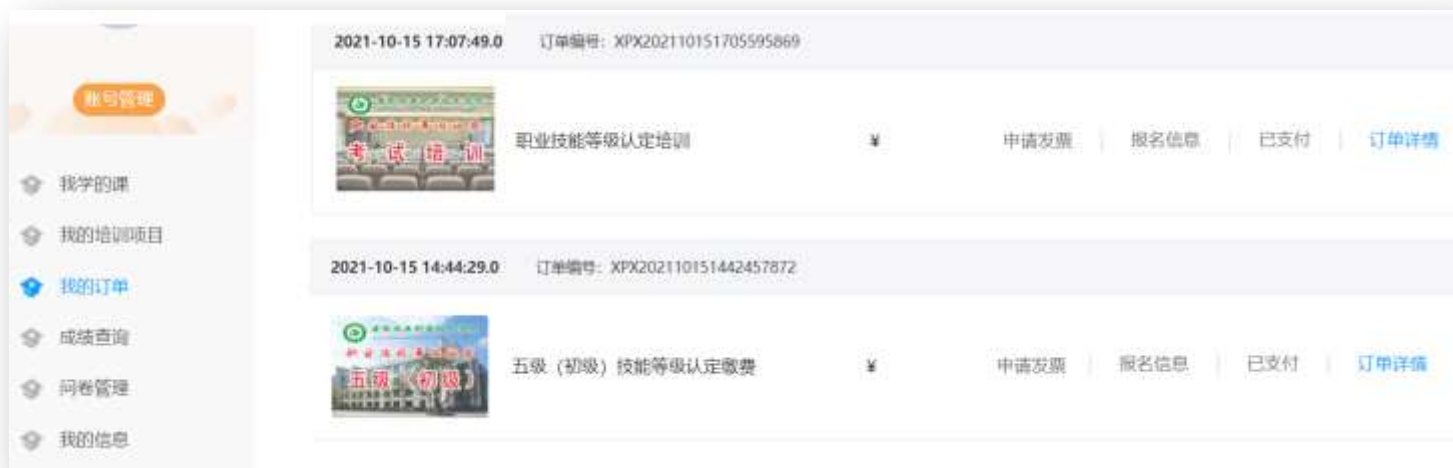 账号管理
我学的课
我的培训项目
我的订单
成绩查询
问卷管理
我的信息
2021-10-15 17:07:49.0 订单编号：XPX202110151705595869
考试培训
职业技能等级认定培训 ¥ 申请发票 报名信息 已支付 订单详情
2021-10-15 14:44:29.0 订单编号：XPX202110151442457872
五级（初级）
五级（初级）技能等级认定缴费 ¥ 申请发票 报名信息 已支付 订单详情